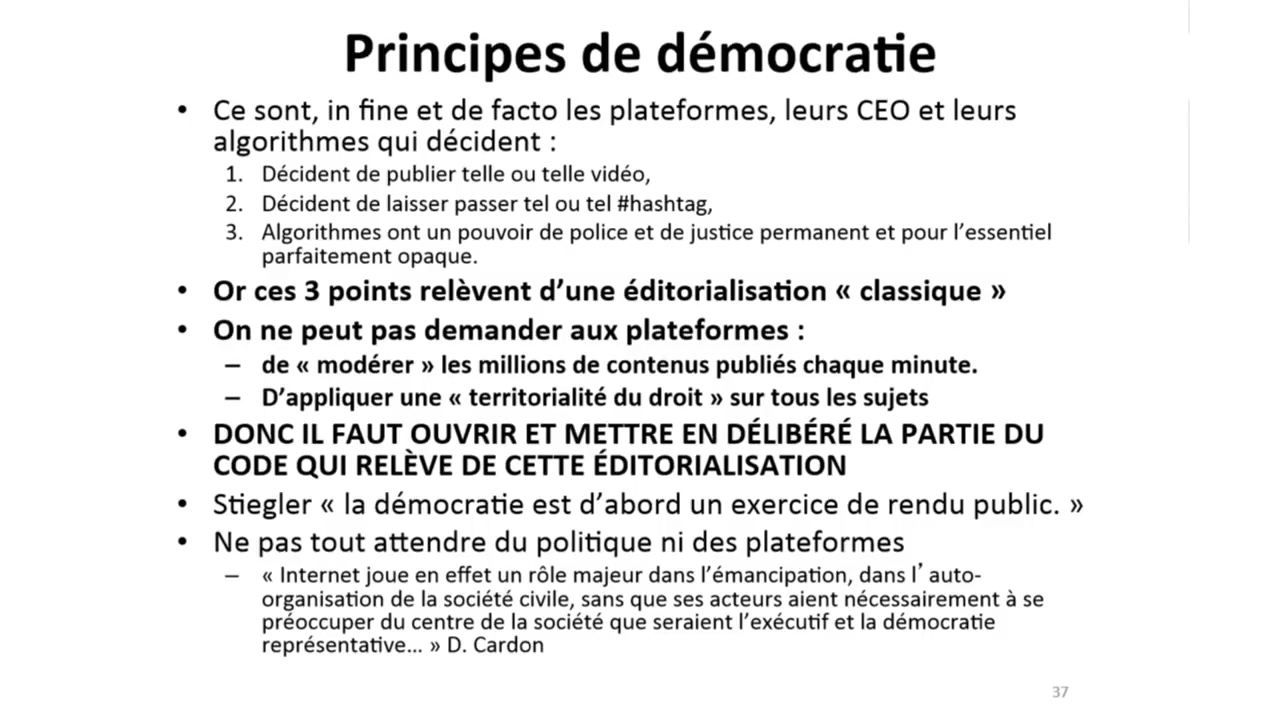 Principes de démocratie
• Ce sont, in fine et de facto les plateformes, leurs CEO et leurs
algorithmes qui décident :
1. Décident de publier telle ou telle vidéo,
2. Décident de laisser passer tel ou tel #hashtag,
3. Algorithmes ont un pouvoir de police et de justice permanent et pour l’essentiel
parfaitement opaque.
• Or ces 3 points relèvent d’une éditorialisation « classique »
• On ne peut pas demander aux plateformes :
– de « modérer » les millions de contenus publiés chaque minute.
– D’appliquer une « territorialité du droit » sur tous les sujets
• DONC IL FAUT OUVRIR ET METTRE EN DÉLIBÉRÉ LA PARTIE DU
CODE QUI RELÈVE DE CETTE ÉDITORIALISATION
• Stiegler « la démocratie est d’abord un exercice de rendu public. »
• Ne pas tout attendre du politique ni des plateformes
– « Internet joue en effet un rôle majeur dans l’émancipation, dans l’auto-
organisation de la société civile, sans que ses acteurs aient nécessairement à se
préoccuper du centre de la société que seraient l’exécutif et la démocratie
représentative... » D. Cardon
37